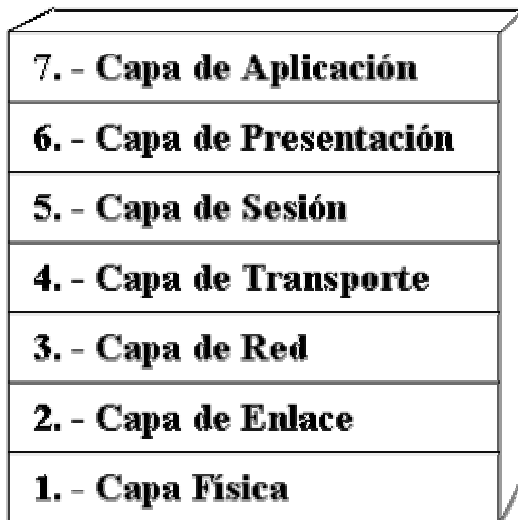 7. - Capa de Aplicación
6. - Capa de Presentación
5. - Capa de Sesión
4. - Capa de Transporte
3. - Capa de Red
2. - Capa de Enlace
1. - Capa Física